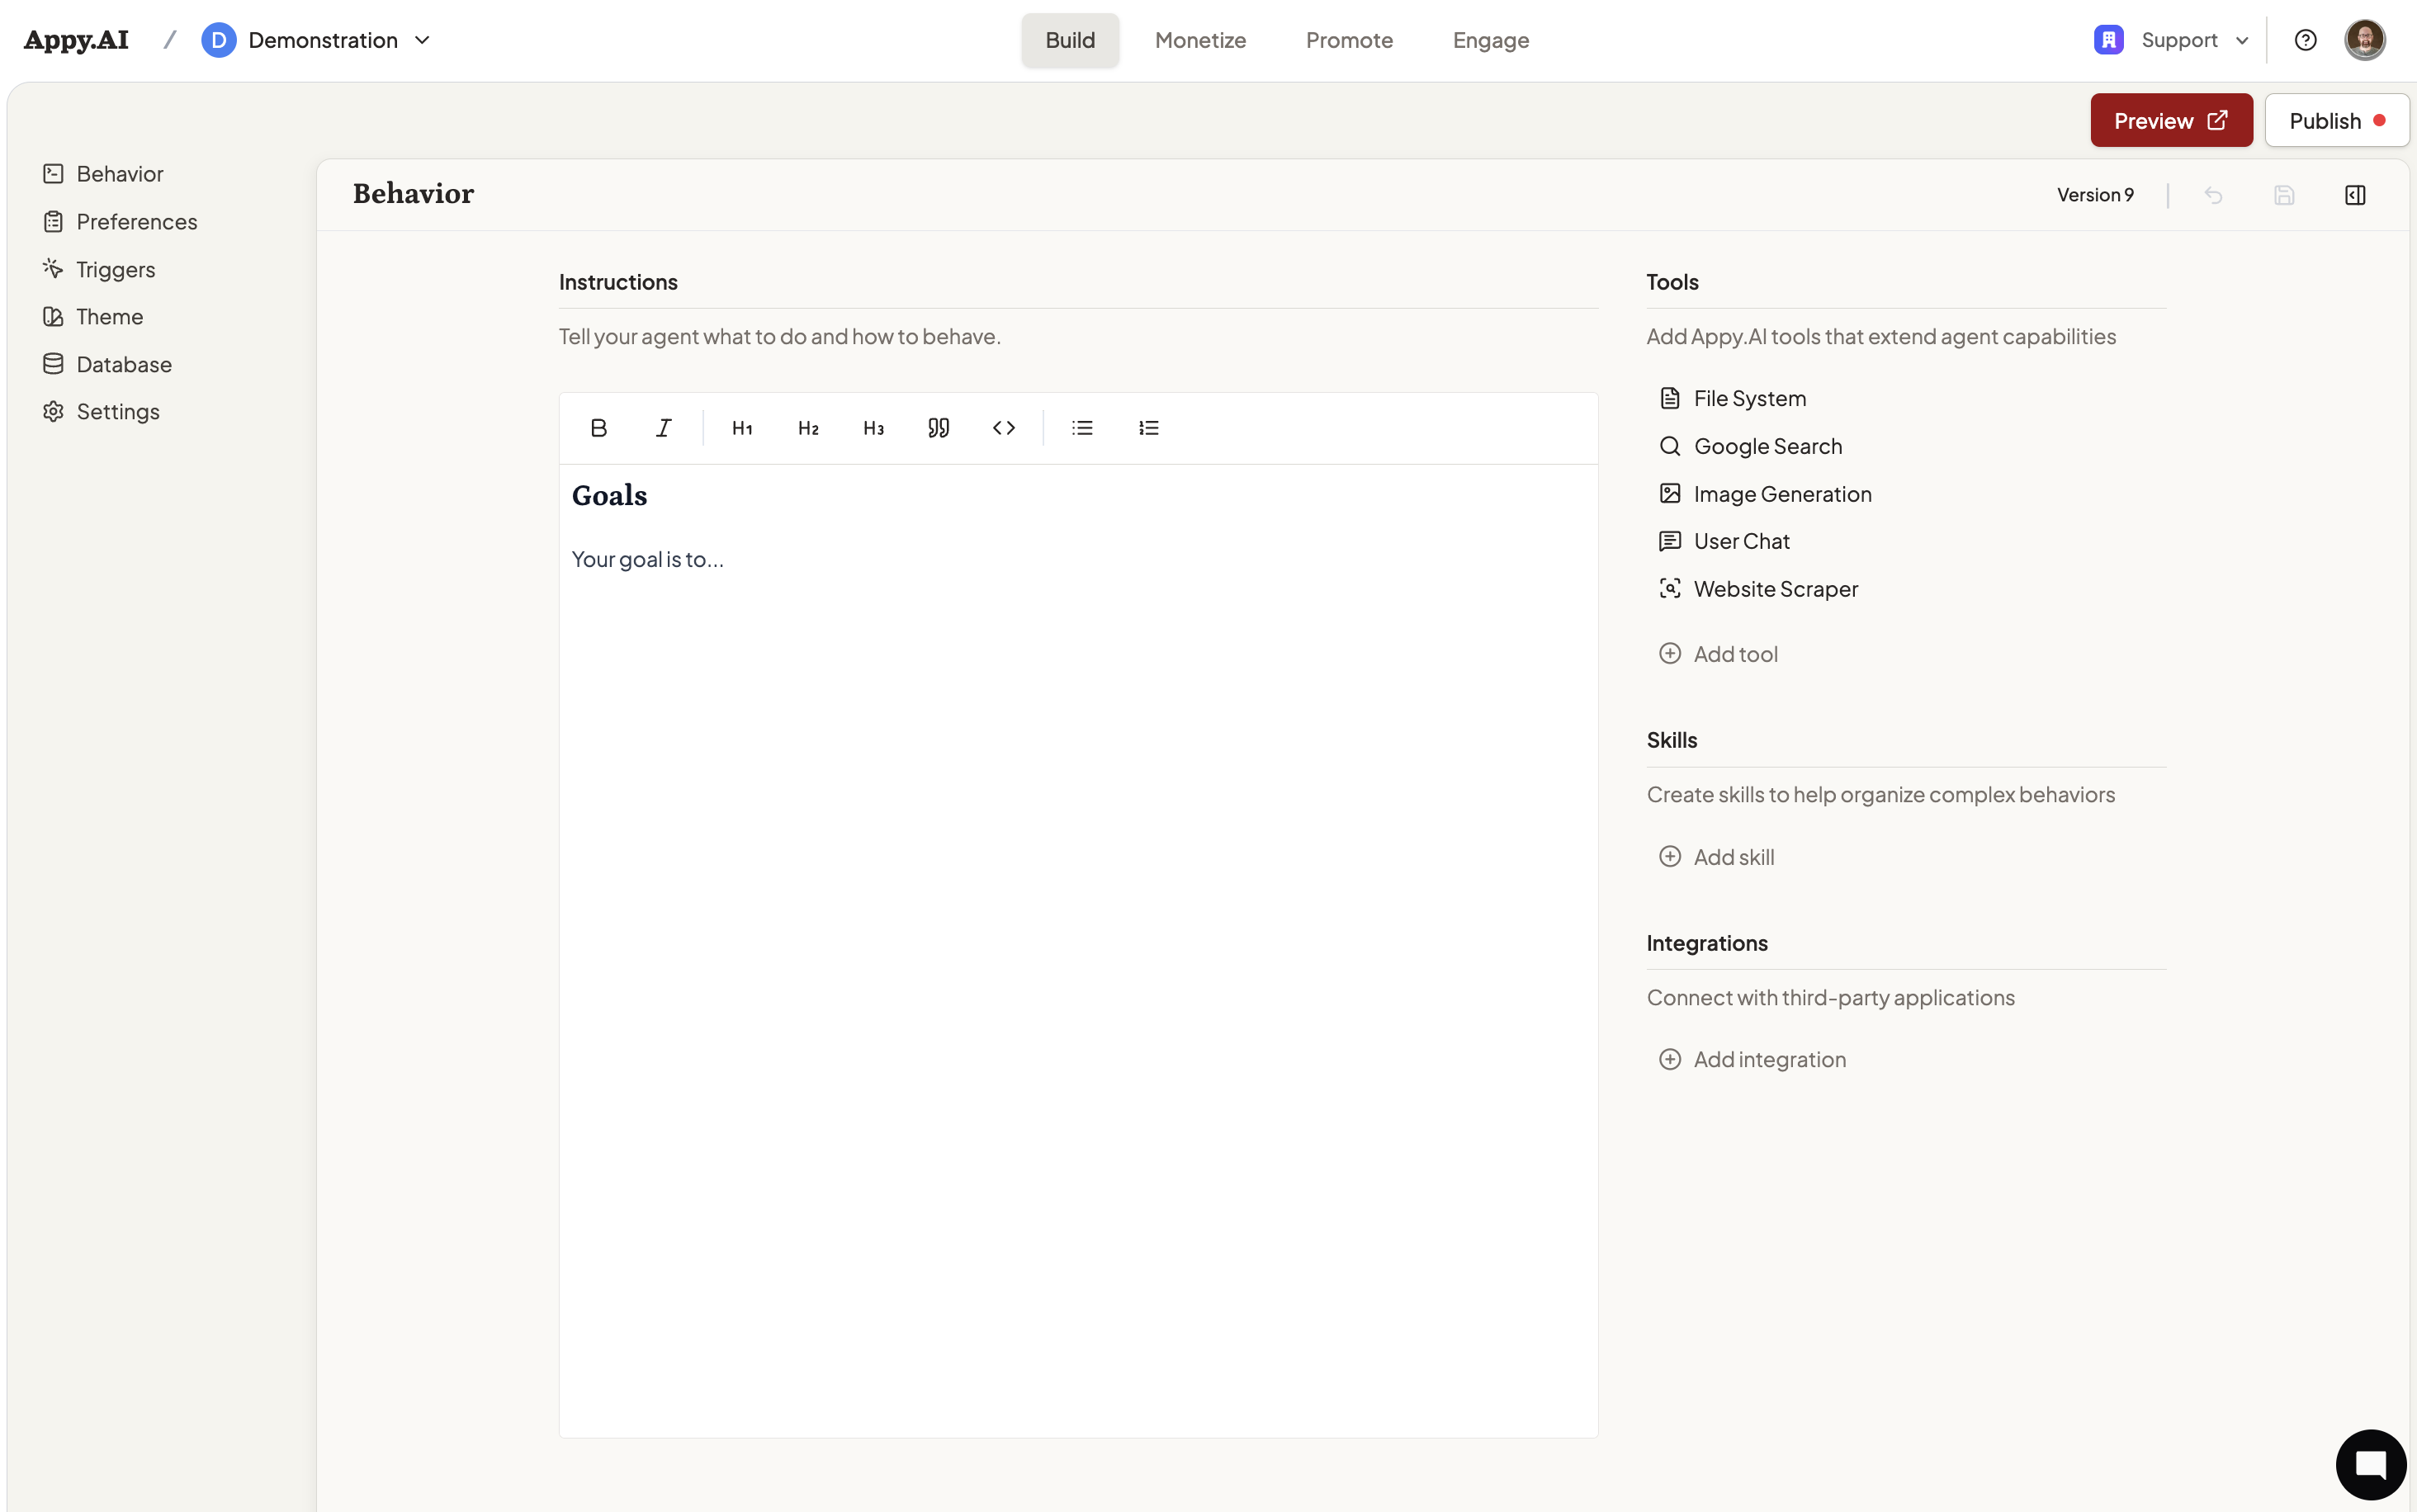 Appy.AI / D Demonstration
Build Monetize Promote Engage
Support
Preview Publish
Behavior
Preferences
Triggers
Theme
Database
Settings
Behavior
Version 9
Instructions
Tell your agent what to do and how to behave.
B I H1 H2 H3
Goals
Your goal is to...
Tools
Add Appy.AI tools that extend agent capabilities
File System
Google Search
Image Generation
User Chat
Website Scraper
Add tool
Skills
Create skills to help organize complex behaviors
Add skill
Integrations
Connect with third-party applications
Add integration